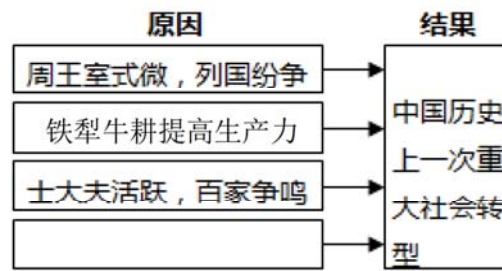 原因
结果
周王室式微，列国纷争
铁犁牛耕提高生产力
士大夫活跃，百家争鸣
中国历史
上一次重
大社会转
型